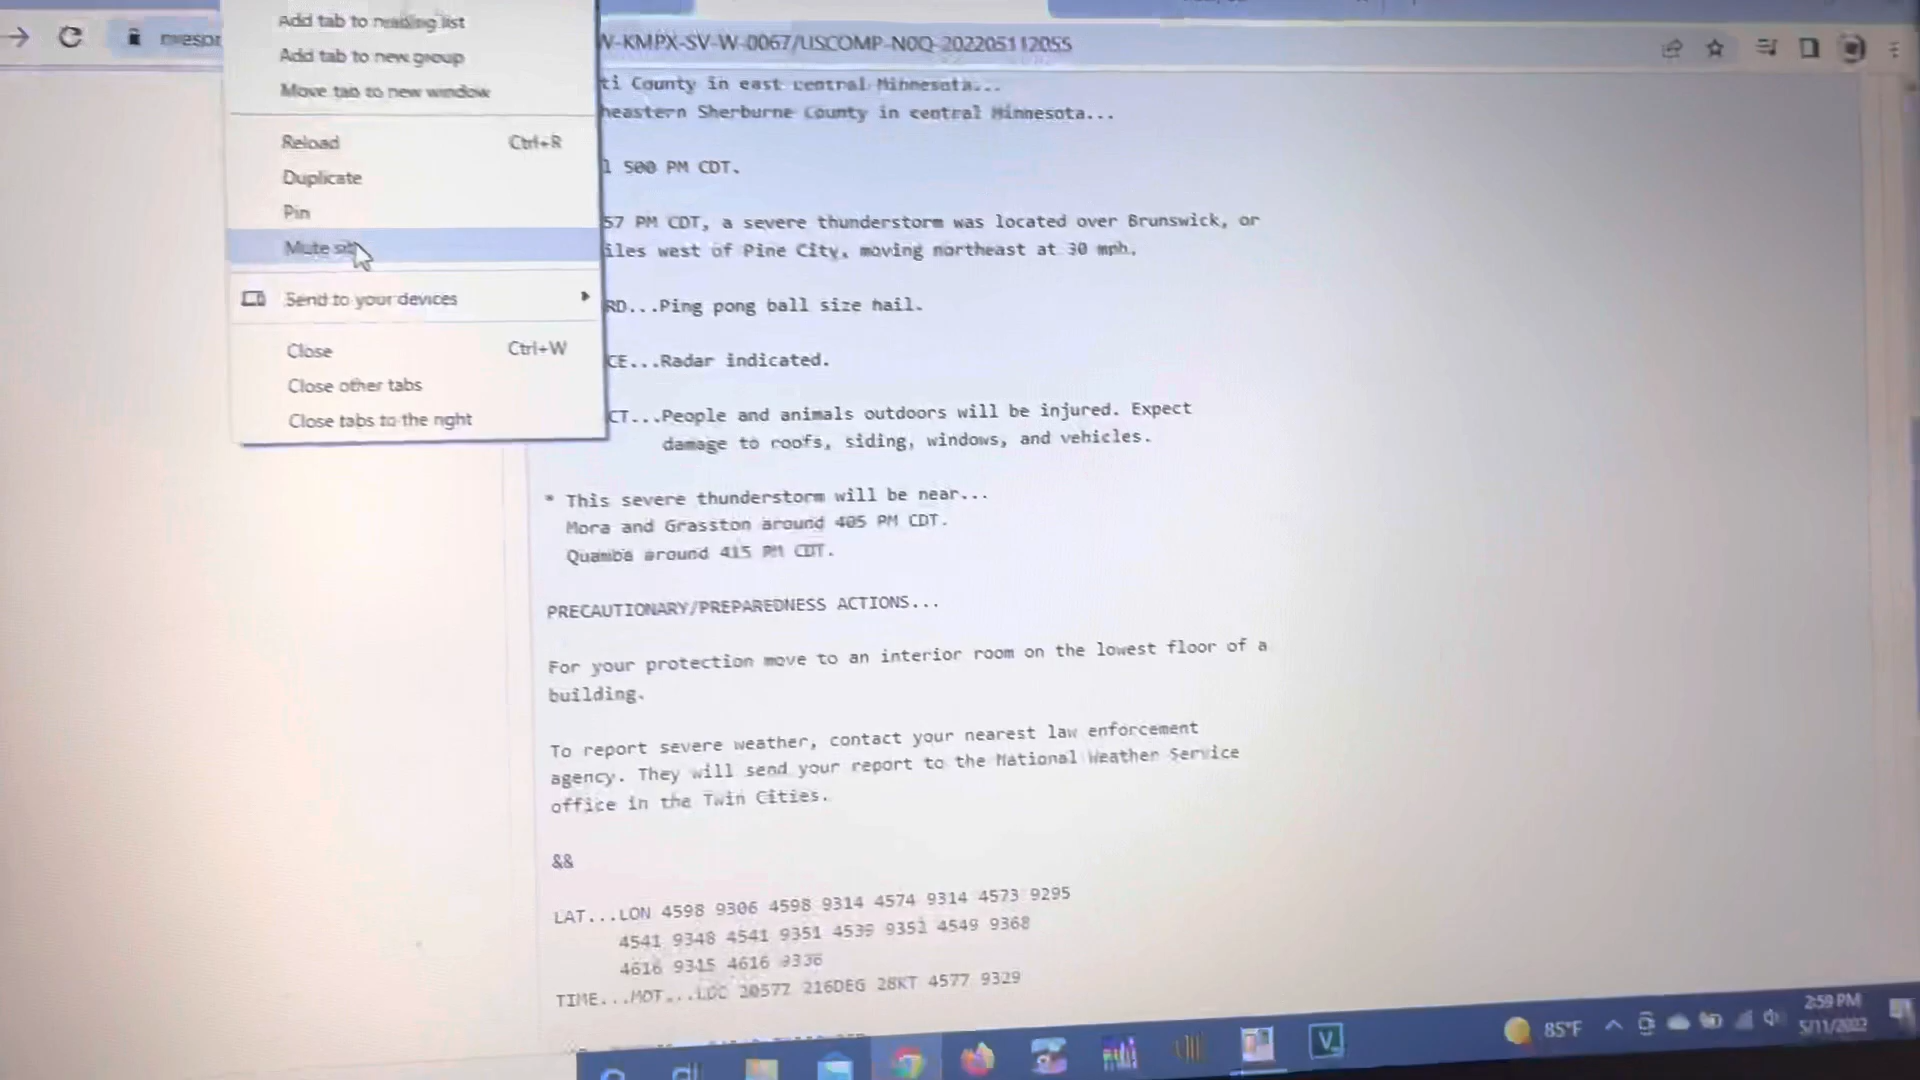 Add tab to reading list
Add tab to new group
Move tab to new window
Reload Ctrl+R
Duplicate
Pin
Mute
Send to your devices
Close Ctrl+W
Close other tabs
Close tabs to the right
-KMPX-SV-W-0067/USCOMP-N0Q-202205112055
ti County in east central Minnesota...
heastern Sherburne County in central Minnesota...
l 500 PM CDT.
57 PM CDT, a severe thunderstorm was located over Brunswick, or
iles west of Pine City, moving northeast at 30 mph.
RD...Ping pong ball size hail.
CE...Radar indicated.
CT...People and animals outdoors will be injured. Expect
damage to roofs, siding, windows, and vehicles.
* This severe thunderstorm will be near...
Mora and Grasston around 405 PM CDT.
Quamba around 415 PM CDT.
PRECAUTIONARY/PREPAREDNESS ACTIONS...
For your protection move to an interior room on the lowest floor of a
building.
To report severe weather, contact your nearest law enforcement
agency. They will send your report to the National Weather Service
office in the Twin Cities.
&&
LAT...LON 4598 9306 4598 9314 4574 9314 4573 9295
4541 9348 4541 9351 4539 9351 4549 9368
4616 9315 4616 9336
TIME...MOT...LOC 2057Z 216DEG 28KT 4577 9329
85°F
2:59 PM
5/11/2022